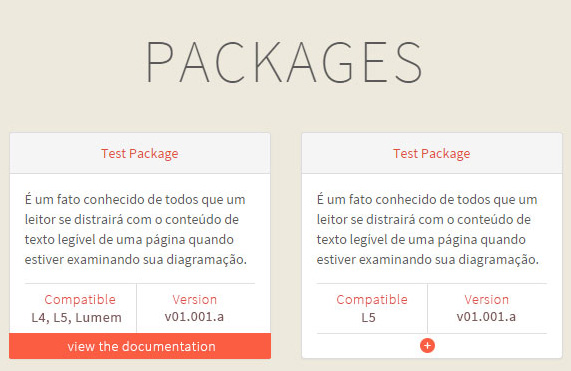 PACKAGES
Test Package
É um fato conhecido de todos que um
leitor se distrairá com o conteúdo de
texto legível de uma página quando
estiver examinando sua diagramação.
Compatible
L4, L5, Lumem
Version
v01.001.a
view the documentation
Test Package
É um fato conhecido de todos que um
leitor se distrairá com o conteúdo de
texto legível de uma página quando
estiver examinando sua diagramação.
Compatible
L5
Version
v01.001.a
+